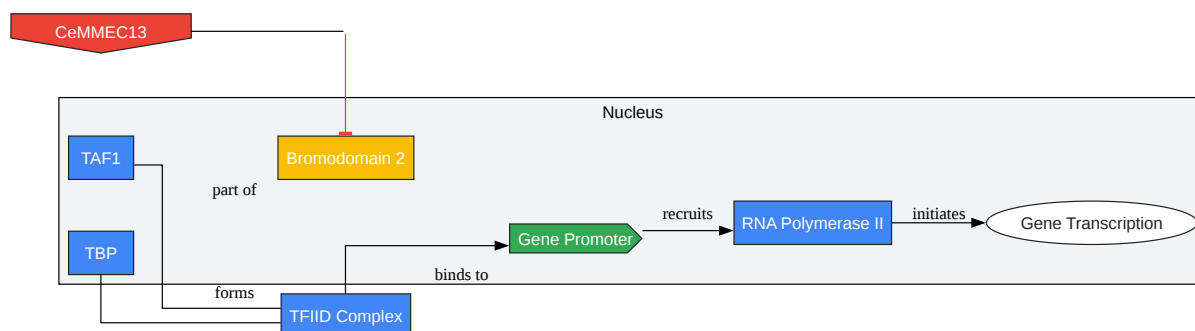 CeMMEC13
Nucleus
TAF1
Bromodomain 2
part of
recruits
RNA Polymerase II
initiates
Gene Transcription
Gene Promoter
TBP
binds to
forms
TFIID Complex